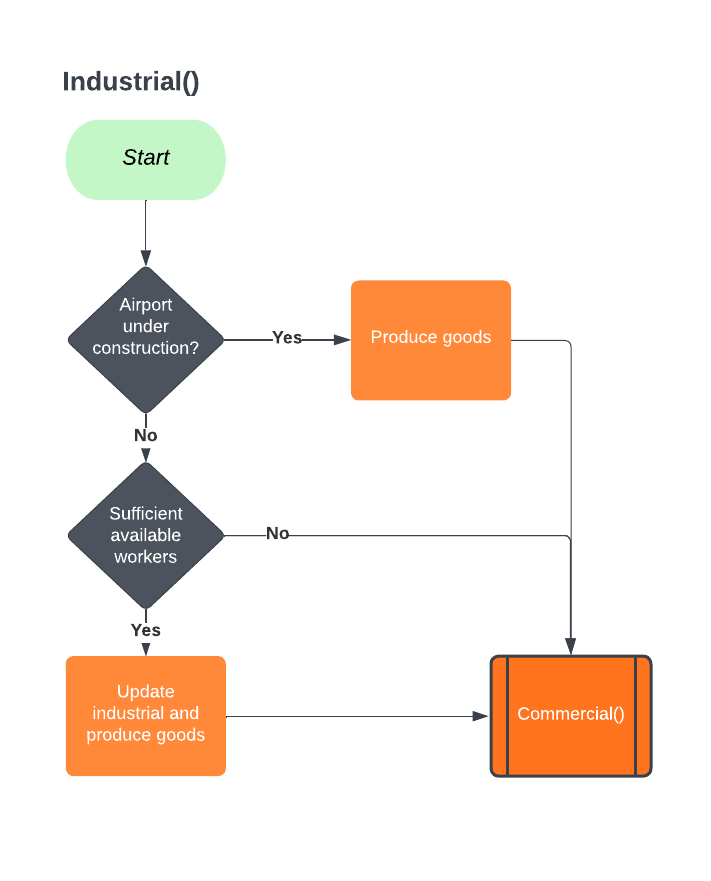 Industrial()
Start
Airport
under
construction?
Yes
Produce goods
No
Sufficient
available
workers
No
Yes
Update
industrial and
produce goods
Commercial()